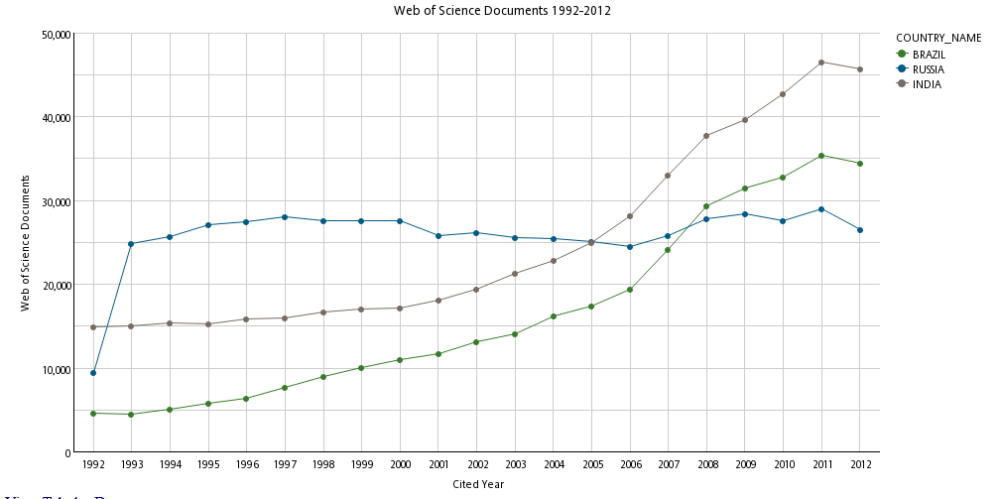 Web of Science Documents 1992-2012
COUNTRY_NAME
BRAZIL
RUSSIA
INDIA
Web of Science Documents
50,000
40,000
30,000
20,000
10,000
0
1992 1993 1994 1995 1996 1997 1998 1999 2000 2001 2002 2003 2004 2005 2006 2007 2008 2009 2010 2011 2012
Cited Year